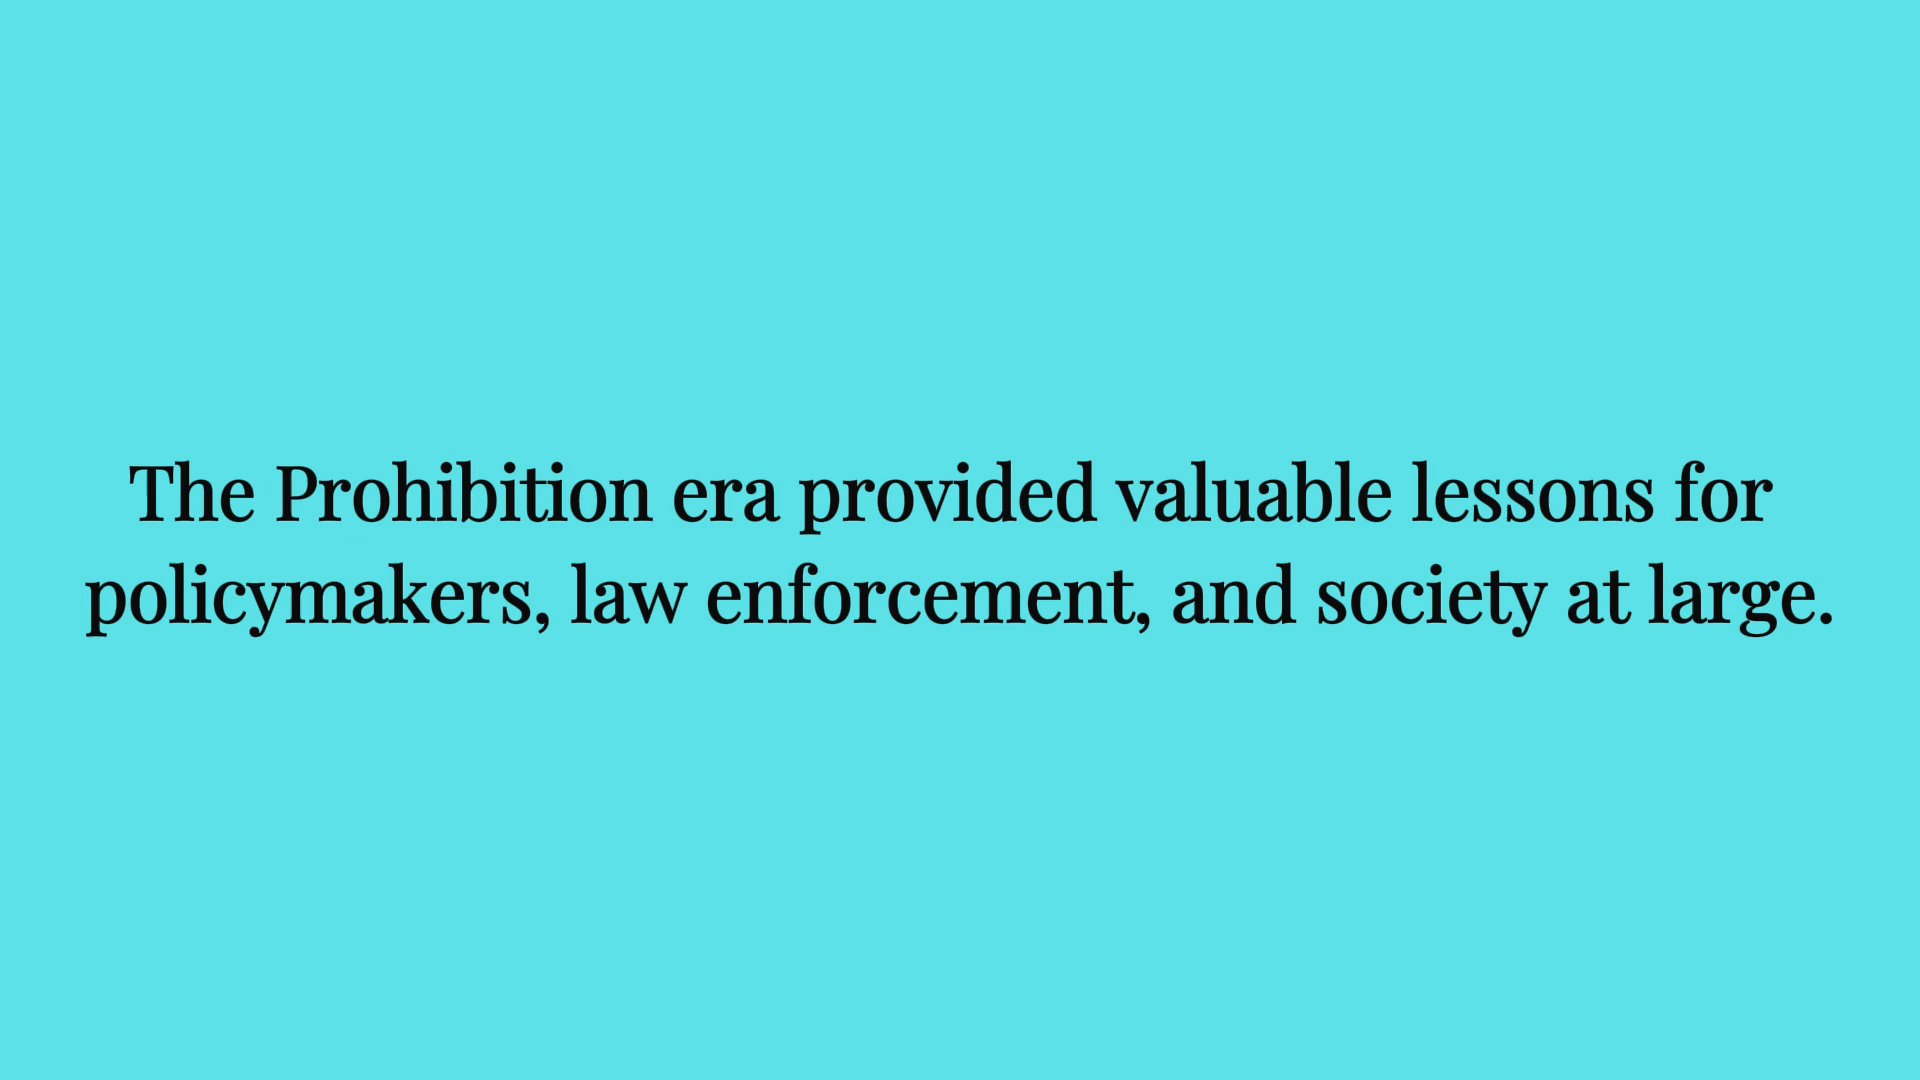 The Prohibition era provided valuable lessons for
policymakers, law enforcement, and society at large.